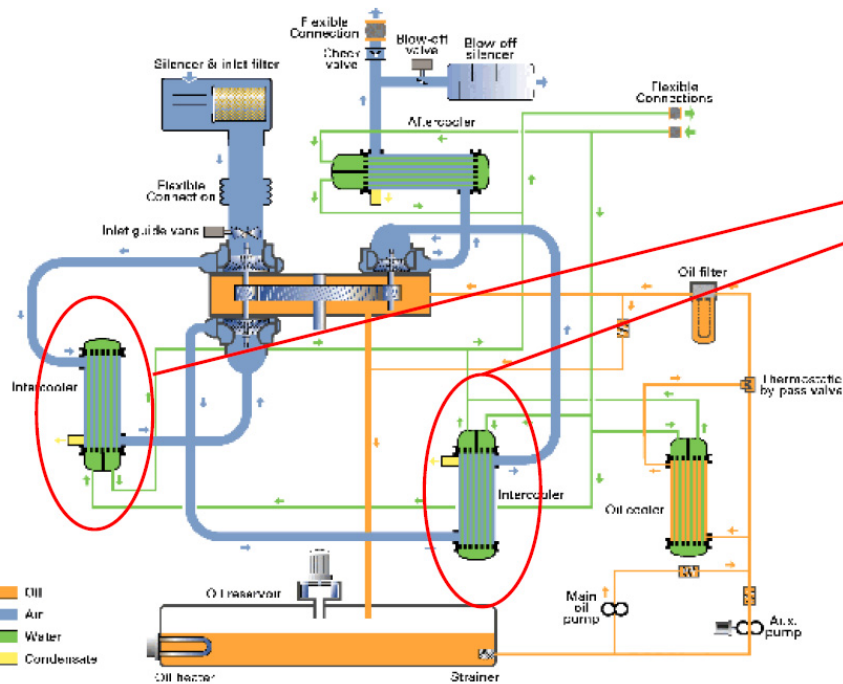 Flexible
Connection
Check
valve
Blow-off
valve
Blow off
silencer
Silencer & inlet filter
Flexible
Connections
Aftercooler
Flexible
Connection
Inlet guide vans
Oil filter
Intercooler
Thermostatic
by pass valve
Intercooler
Oil cooler
Oil
Air
Water
Condensate
Oil reservoir
Main
oil
pump
Aux.
pump
Oil heater
Strainer